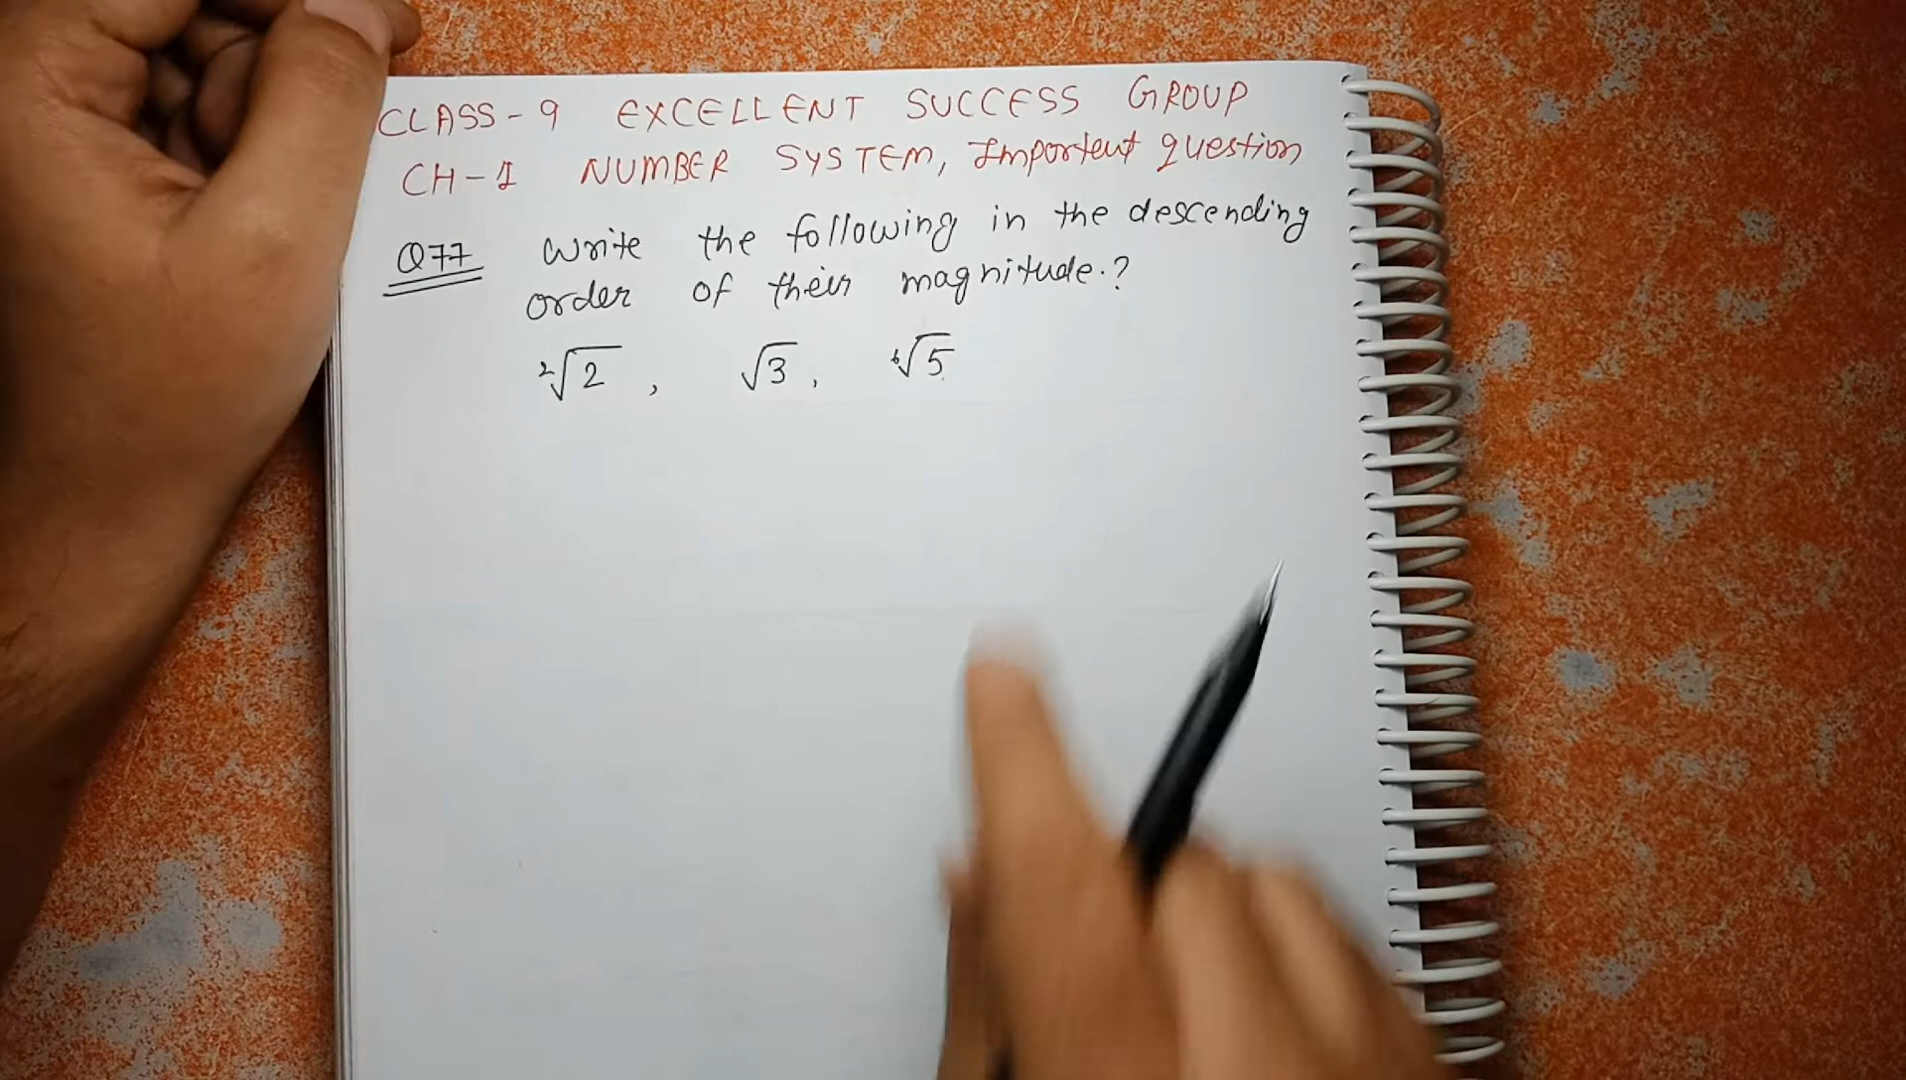 CLASS-9 EXCELLENT SUCCESS GROUP
CH-1 NUMBER SYSTEM, Importent question
Q77 Write the following in the descending
order of their magnitude.?
²√2, √3, ⁶√5